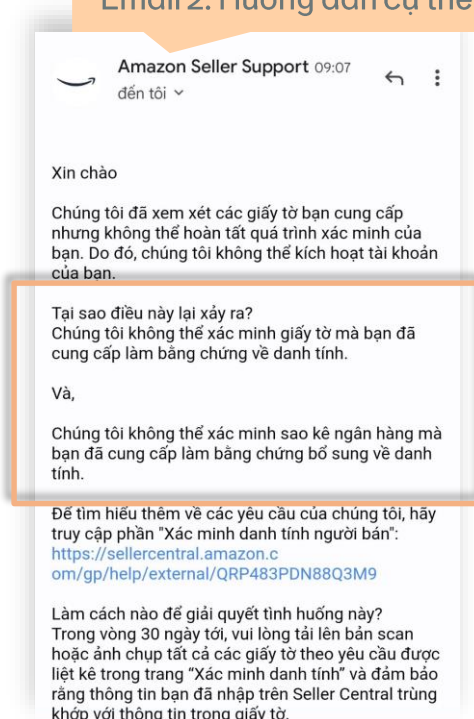 Email 2: Hướng dẫn cụ thể
Amazon Seller Support 09:07
đến tôi
Xin chào
Chúng tôi đã xem xét các giấy tờ bạn cung cấp
nhưng không thể hoàn tất quá trình xác minh của
bạn. Do đó, chúng tôi không thể kích hoạt tài khoản
của bạn.
Tại sao điều này lại xảy ra?
Chúng tôi không thể xác minh giấy tờ mà bạn đã
cung cấp làm bằng chứng về danh tính.
Và,
Chúng tôi không thể xác minh sao kê ngân hàng mà
bạn đã cung cấp làm bằng chứng bổ sung về danh
tính.
Để tìm hiểu thêm về các yêu cầu của chúng tôi, hãy
truy cập phần "Xác minh danh tính người bán":
https://sellercentral.amazon.c
om/gp/help/external/QRP483PDN88Q3M9
Làm cách nào để giải quyết tình huống này?
Trong vòng 30 ngày tới, vui lòng tải lên bản scan
hoặc ảnh chụp tất cả các giấy tờ theo yêu cầu được
liệt kê trong trang “Xác minh danh tính” và đảm bảo
rằng thông tin bạn đã nhập trên Seller Central trùng
khớp với thông tin trong giấy tờ.